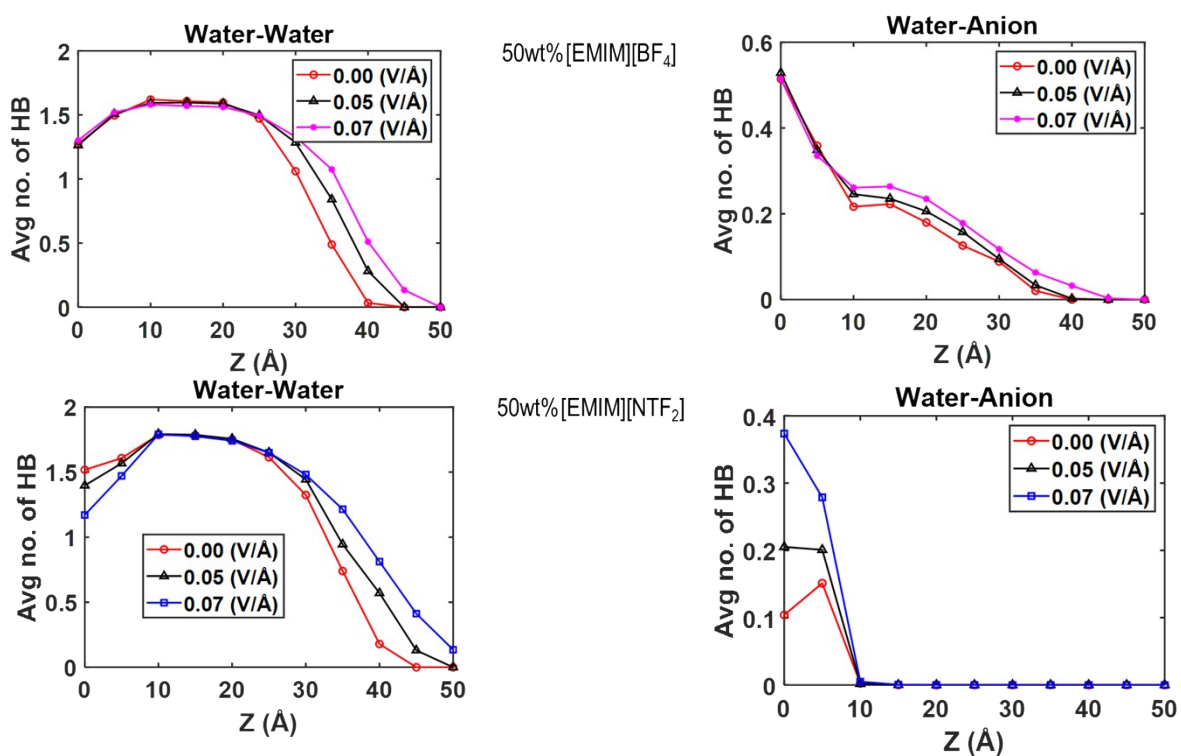 Water-Water
2
1.5
1
0.5
0
Avg no. of HB
0 10 20 30 40 50
Z (Å)
0.00 (V/Å)
0.05 (V/Å)
0.07 (V/Å)
50wt% [EMIM][BF₄]
Water-Anion
0.6
0.4
0.2
0
Avg no. of HB
0 10 20 30 40 50
Z (Å)
0.00 (V/Å)
0.05 (V/Å)
0.07 (V/Å)
Water-Water
2
1.5
1
0.5
0
Avg no. of HB
0 10 20 30 40 50
Z (Å)
0.00 (V/Å)
0.05 (V/Å)
0.07 (V/Å)
50wt% [EMIM][NTF₂]
Water-Anion
0.4
0.3
0.2
0.1
0
Avg no. of HB
0 10 20 30 40 50
Z (Å)
0.00 (V/Å)
0.05 (V/Å)
0.07 (V/Å)